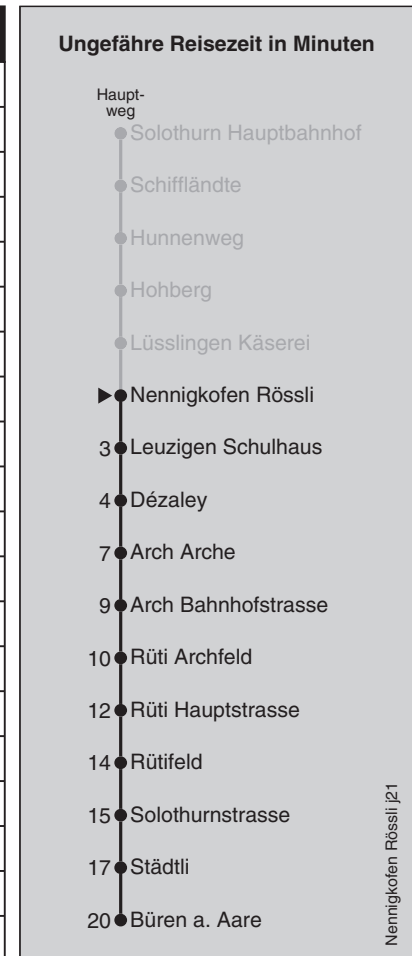 Ungefähre Reisezeit in Minuten
Haupt-
weg
Solothurn Hauptbahnhof
Schiffländte
Hunnenweg
Hohberg
Lüsslingen Käserei
Nennigkofen Rössli
3 Leuzigen Schulhaus
4 Dézaley
7 Arch Arche
9 Arch Bahnhofstrasse
10 Rüti Archfeld
12 Rüti Hauptstrasse
14 Rütifeld
15 Solothurnstrasse
17 Städtli
20 Büren a. Aare
Nennigkofen Rössli j21